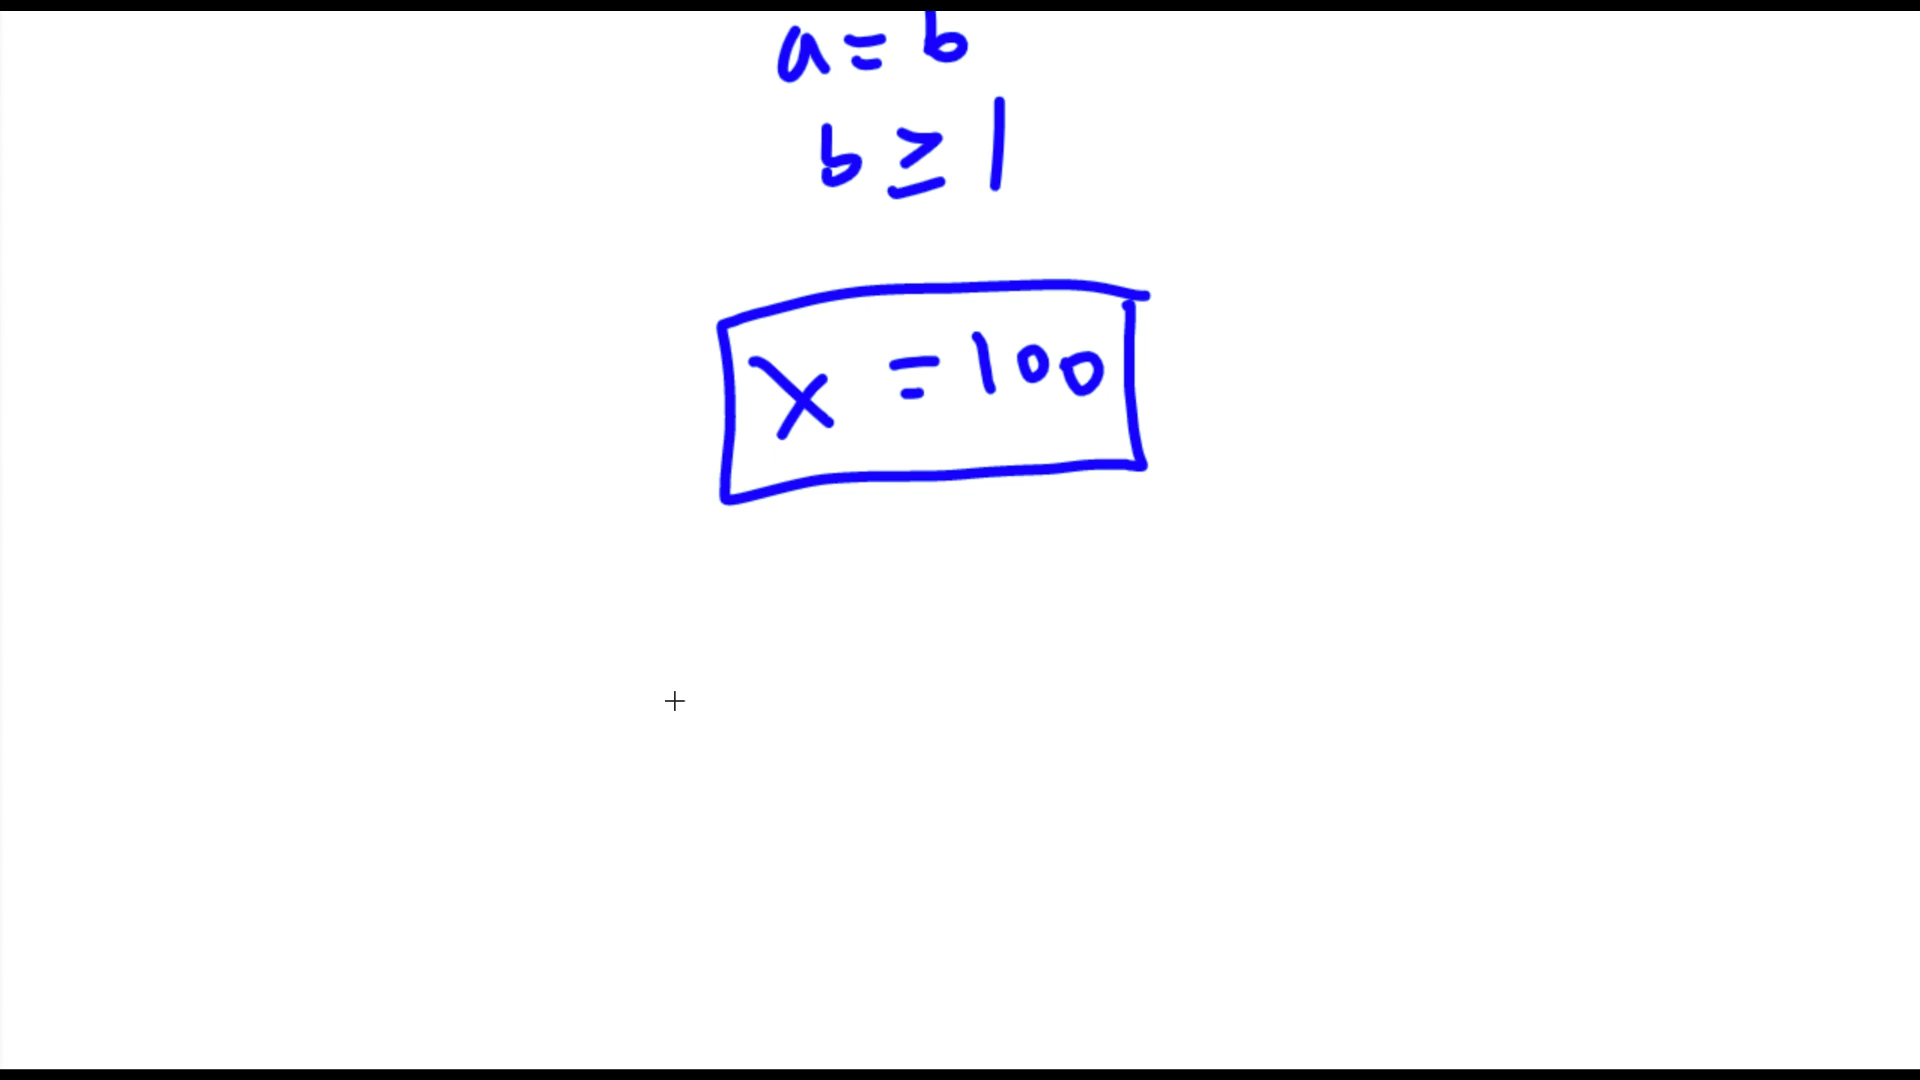 a = b
b ≥ 1
x = 100